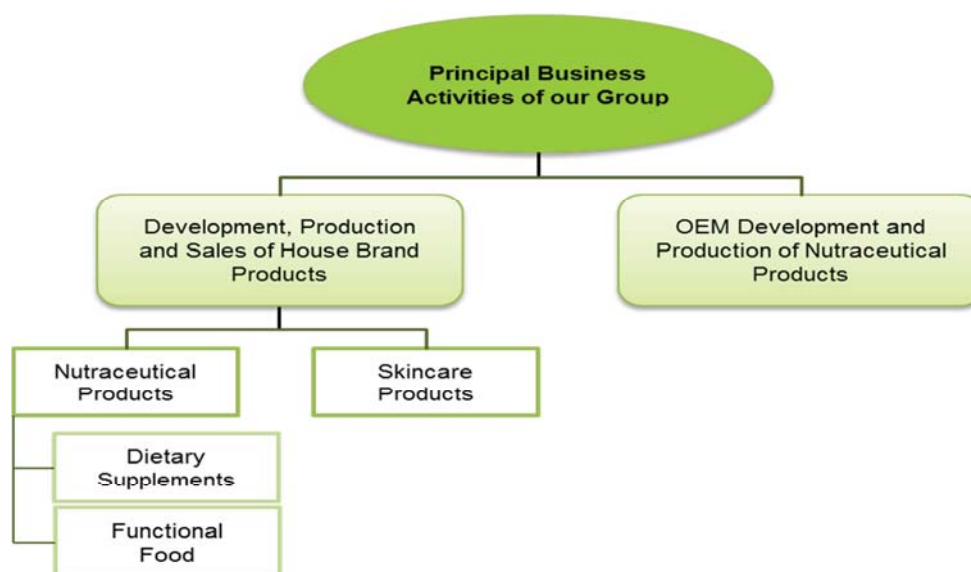 Principal Business
Activities of our Group
Development, Production
and Sales of House Brand
Products
OEM Development and
Production of Nutraceutical
Products
Nutraceutical
Products
Skincare
Products
Dietary
Supplements
Functional
Food